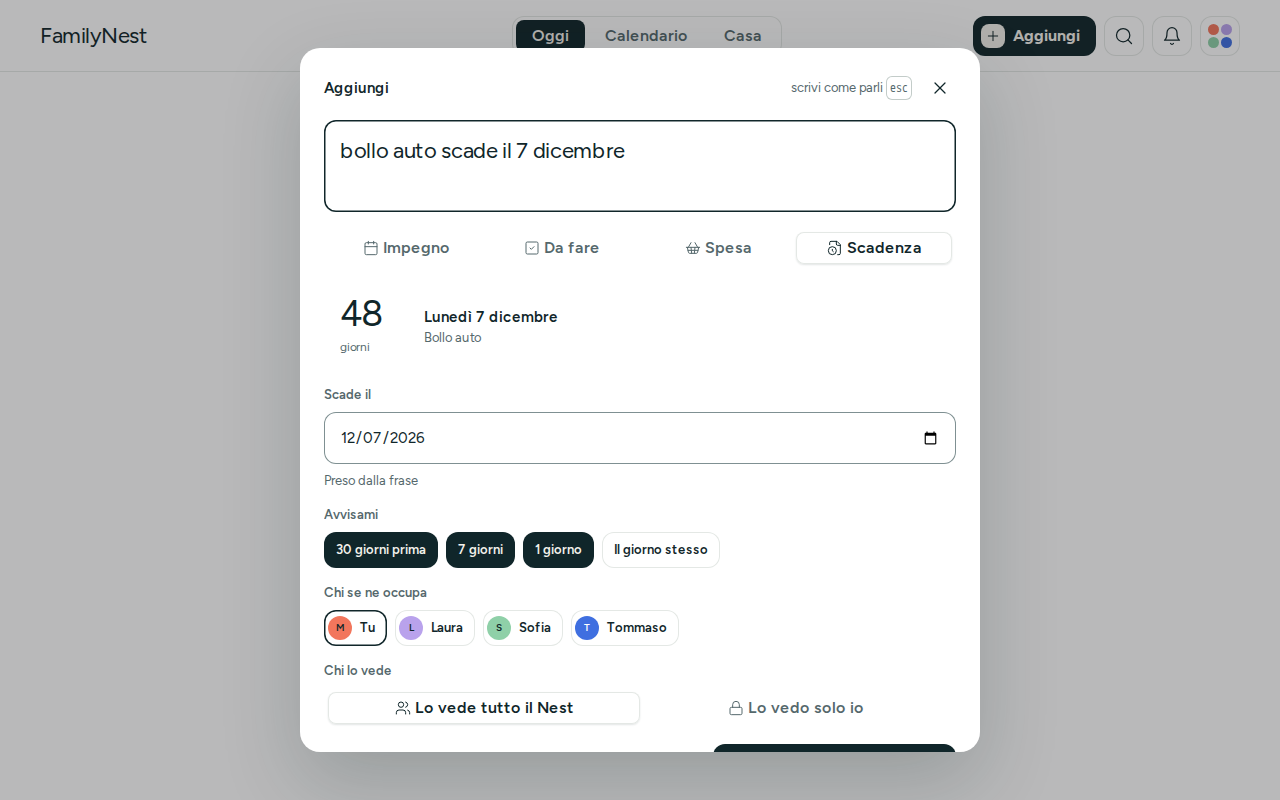 FamilyNest
Oggi
Calendario
Casa
Aggiungi
Aggiungi
scrivi come parli esc
bollo auto scade il 7 dicembre
Impegno
Da fare
Spesa
Scadenza
48
giorni
Lunedì 7 dicembre
Bollo auto
Scade il
12/07/2026
Preso dalla frase
Avvisami
30 giorni prima
7 giorni
1 giorno
Il giorno stesso
Chi se ne occupa
M Tu
L Laura
S Sofia
T Tommaso
Chi lo vede
Lo vede tutto il Nest
Lo vedo solo io